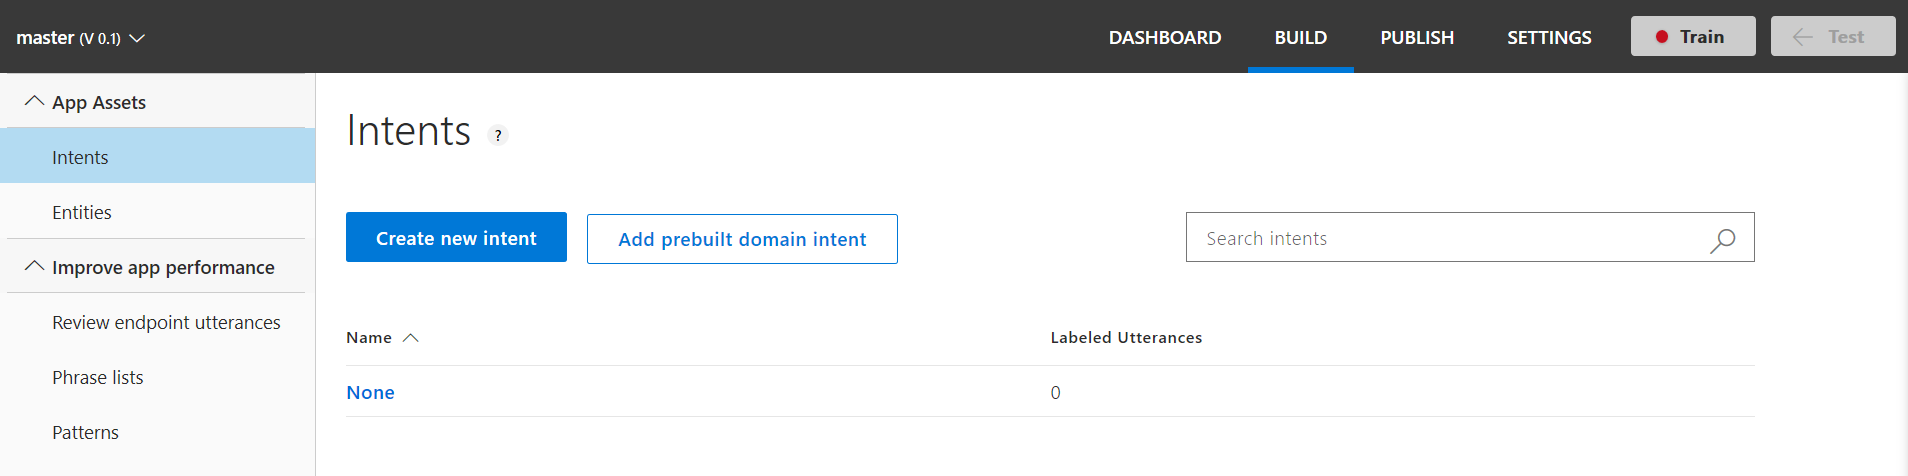 master (V 0.1)
DASHBOARD
BUILD
PUBLISH
SETTINGS
Train
Test
App Assets
Intents
Entities
Improve app performance
Review endpoint utterances
Phrase lists
Patterns
Intents ?
Create new intent
Add prebuilt domain intent
Search intents
Name
Labeled Utterances
None
0